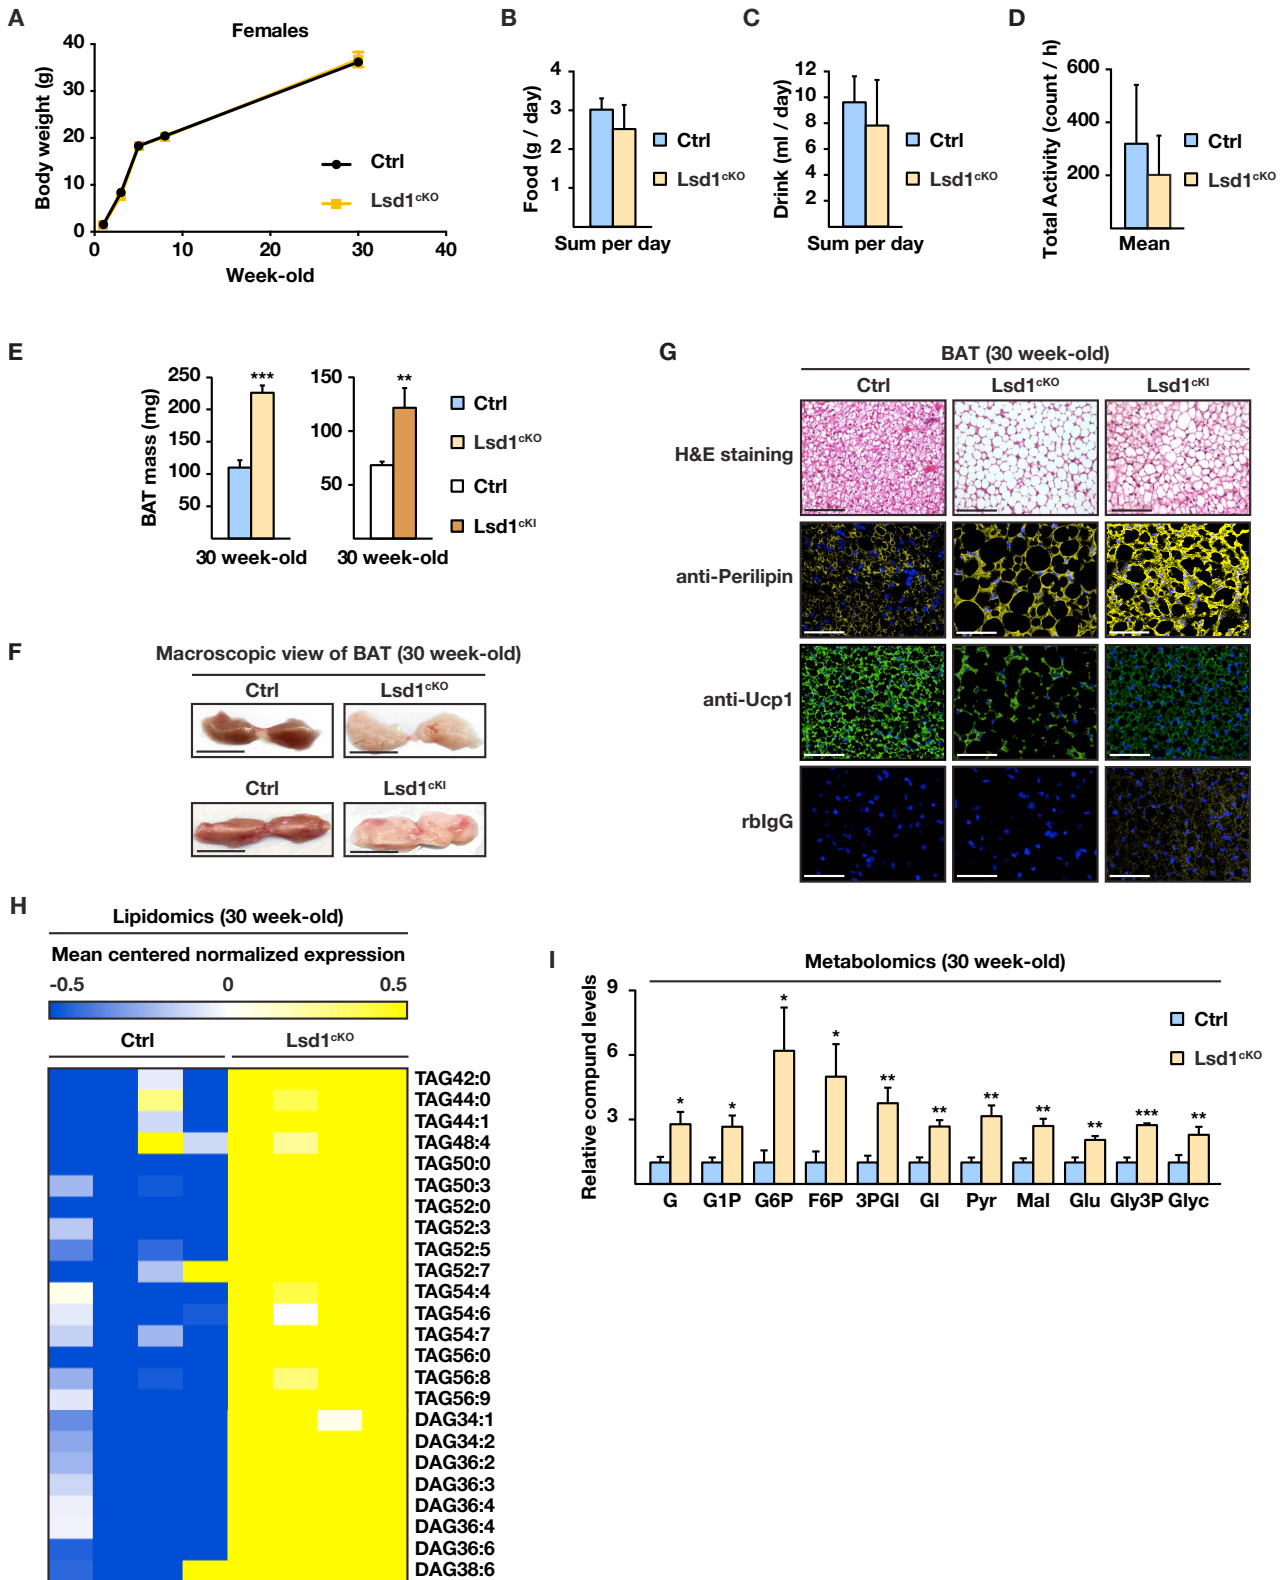 A
Females
Body weight (g)
40
30
20
10
0
0
10
20
30
40
Week-old
Ctrl
Lsd1cKO
B
Food (g / day)
4
3
2
1
Sum per day
Ctrl
Lsd1cKO
C
Drink (ml / day)
12
10
8
6
4
2
Sum per day
Ctrl
Lsd1cKO
D
Total Activity (count / h)
600
400
200
Mean
Ctrl
Lsd1cKO
E
BAT mass (mg)
250
200
150
100
50
***
30 week-old
150
100
50
**
30 week-old
Ctrl
Lsd1cKO
Ctrl
Lsd1cKI
F
Macroscopic view of BAT (30 week-old)
Ctrl
Lsd1cKO
Ctrl
Lsd1cKI
G
BAT (30 week-old)
Ctrl
Lsd1cKO
Lsd1cKI
H&E staining
anti-Perilipin
anti-Ucp1
rbIgG
H
Lipidomics (30 week-old)
Mean centered normalized expression
-0.5
0
0.5
Ctrl
Lsd1cKO
TAG42:0
TAG44:0
TAG44:1
TAG48:4
TAG50:0
TAG50:3
TAG52:0
TAG52:3
TAG52:5
TAG52:7
TAG54:4
TAG54:6
TAG54:7
TAG56:0
TAG56:8
TAG56:9
DAG34:1
DAG34:2
DAG36:2
DAG36:3
DAG36:4
DAG36:4
DAG36:6
DAG38:6
I
Metabolomics (30 week-old)
Relative compund levels
9
6
3
* * * * ** ** ** ** ** *** **
G G1P G6P F6P 3PGl Gl Pyr Mal Glu Gly3P Glyc
Ctrl
Lsd1cKO